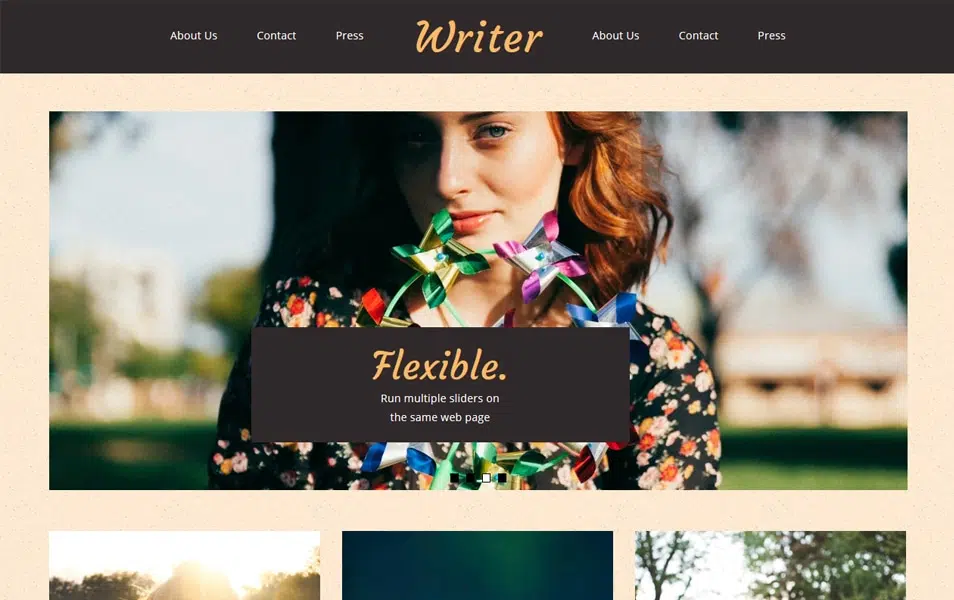 About Us Contact Press Writer About Us Contact Press
Flexible.
Run multiple sliders on
the same web page